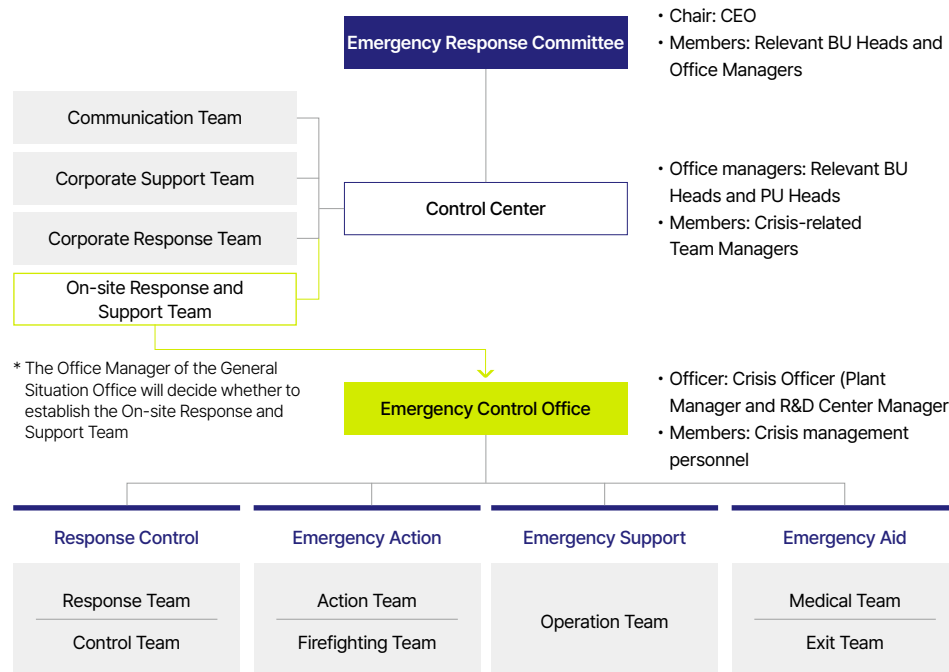 Emergency Response Committee
• Chair: CEO
• Members: Relevant BU Heads and
Office Managers
Communication Team
Corporate Support Team
Corporate Response Team
On-site Response and
Support Team
Control Center
• Office managers: Relevant BU
Heads and PU Heads
• Members: Crisis-related
Team Managers
* The Office Manager of the General
Situation Office will decide whether to
establish the On-site Response and
Support Team
Emergency Control Office
• Officer: Crisis Officer (Plant
Manager and R&D Center Manager
• Members: Crisis management
personnel
Response Control
Response Team
Control Team
Emergency Action
Action Team
Firefighting Team
Emergency Support
Operation Team
Emergency Aid
Medical Team
Exit Team